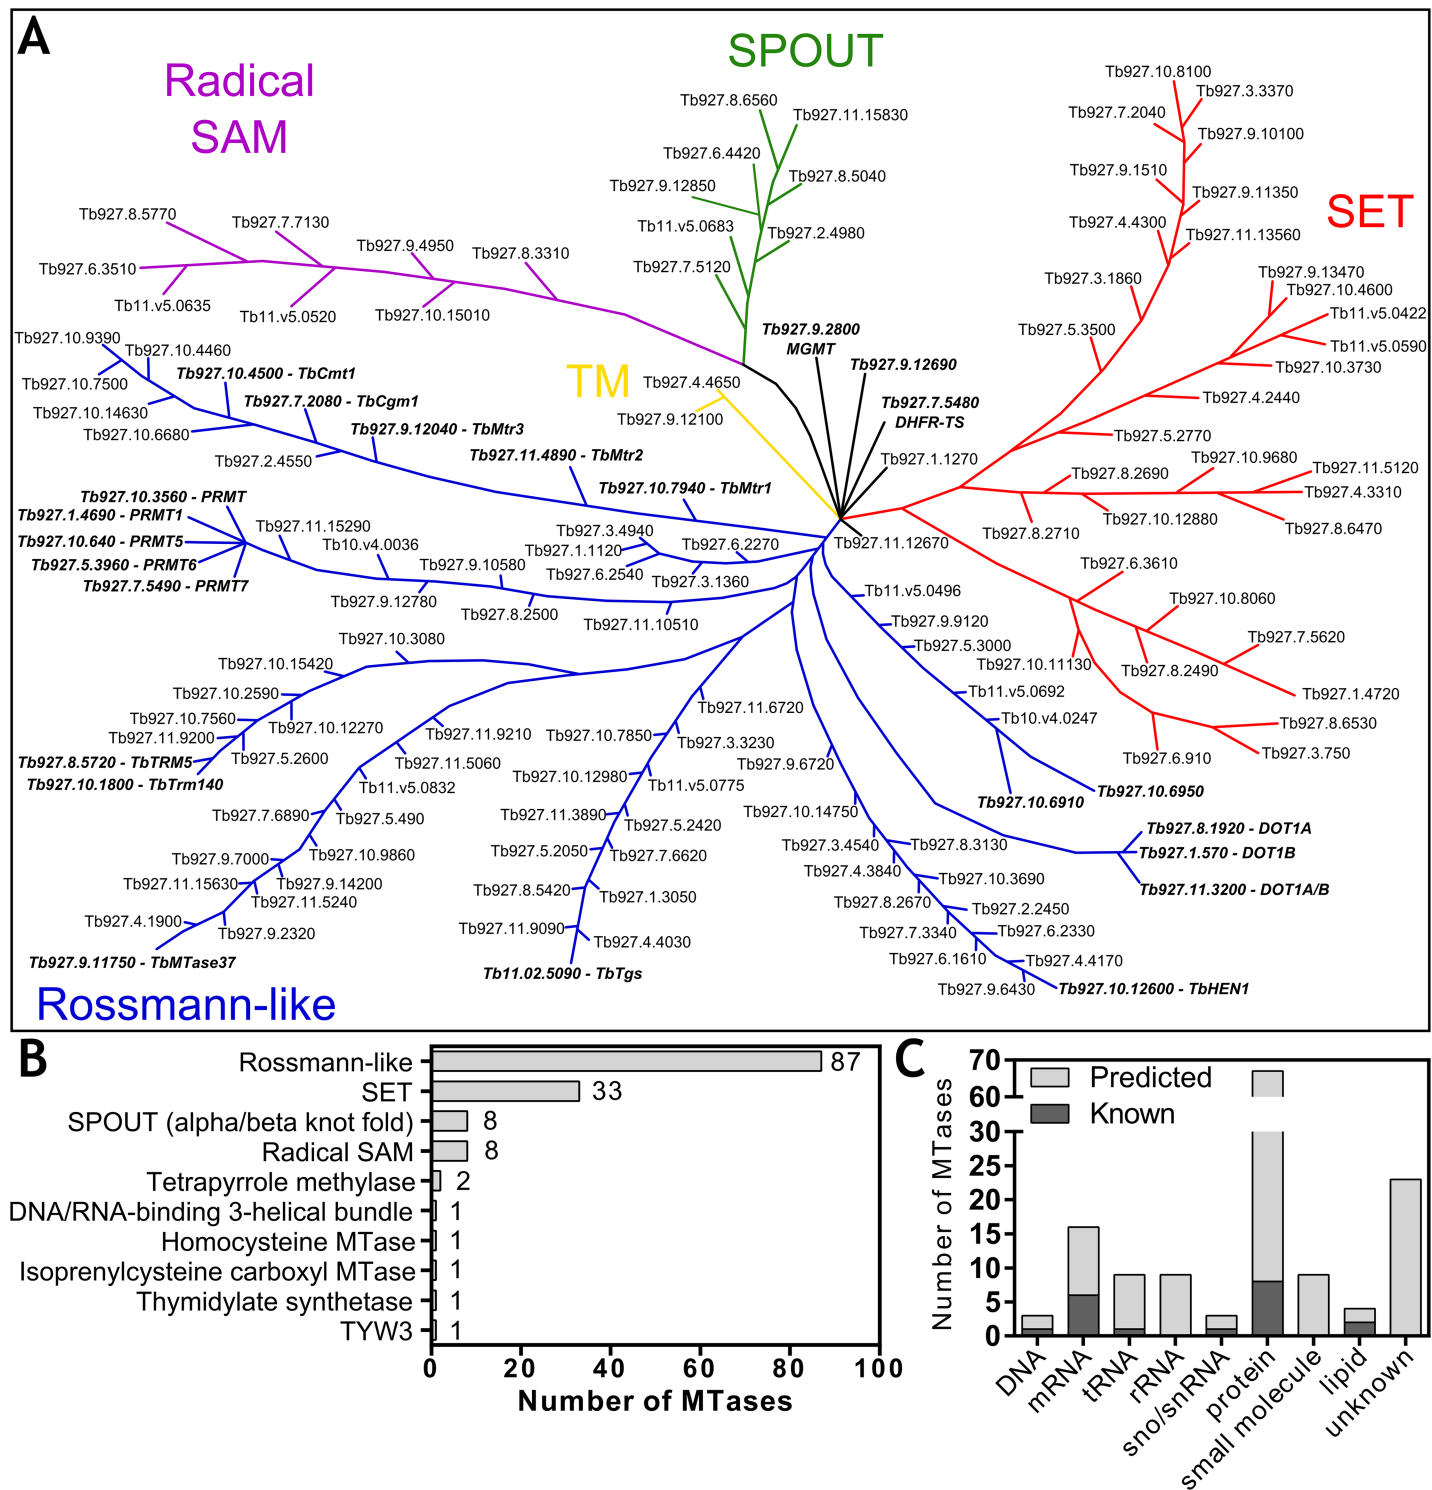 A
Radical
SAM
SPOUT
SET
TM
Rossmann-like
Tb927.8.5770
Tb927.7.7130
Tb927.9.4950
Tb927.8.3310
Tb927.6.3510
Tb11.v5.0635
Tb11.v5.0520
Tb927.10.15010
Tb927.8.6560
Tb927.11.15830
Tb927.6.4420
Tb927.9.12850
Tb927.8.5040
Tb11.v5.0683
Tb927.2.4980
Tb927.7.5120
Tb927.9.2800
MGMT
Tb927.9.12690
Tb927.7.5480
DHFR-TS
Tb927.1.1270
Tb927.11.12670
Tb927.4.4650
Tb927.9.12100
Tb927.10.8100
Tb927.3.3370
Tb927.7.2040
Tb927.9.10100
Tb927.9.1510
Tb927.9.11350
Tb927.4.4300
Tb927.11.13560
Tb927.3.1860
Tb927.5.3500
Tb927.9.13470
Tb927.10.4600
Tb11.v5.0422
Tb11.v5.0590
Tb927.10.3730
Tb927.4.2440
Tb927.5.2770
Tb927.8.2690
Tb927.10.9680
Tb927.11.5120
Tb927.4.3310
Tb927.8.6470
Tb927.10.12880
Tb927.8.2710
Tb927.6.3610
Tb927.10.8060
Tb927.7.5620
Tb927.10.11130
Tb927.8.2490
Tb927.1.4720
Tb927.8.6530
Tb927.3.750
Tb927.6.910
Tb927.10.9390
Tb927.10.4460
Tb927.10.4500 - TbCmt1
Tb927.10.7500
Tb927.7.2080 - TbCgm1
Tb927.10.14630
Tb927.9.12040 - TbMtr3
Tb927.10.6680
Tb927.2.4550
Tb927.11.4890 - TbMtr2
Tb927.10.7940 - TbMtr1
Tb927.10.3560 - PRMT
Tb927.1.4690 - PRMT1
Tb927.10.640 - PRMT5
Tb927.5.3960 - PRMT6
Tb927.7.5490 - PRMT7
Tb927.11.15290
Tb10.v4.0036
Tb927.9.10580
Tb927.9.12780
Tb927.8.2500
Tb927.11.10510
Tb927.3.4940
Tb927.1.1120
Tb927.6.2540
Tb927.6.2270
Tb927.3.1360
Tb927.10.3080
Tb927.10.15420
Tb927.10.2590
Tb927.10.7560
Tb927.10.12270
Tb927.11.9200
Tb927.5.2600
Tb927.8.5720 - TbTRM5
Tb927.10.1800 - TbTrm140
Tb927.11.9210
Tb927.11.5060
Tb11.v5.0832
Tb927.7.6890
Tb927.5.490
Tb927.9.7000
Tb927.10.9860
Tb927.11.15630
Tb927.9.14200
Tb927.11.5240
Tb927.4.1900
Tb927.9.2320
Tb927.9.11750 - TbMTase37
Tb927.11.6720
Tb927.10.7850
Tb927.3.3230
Tb927.10.12980
Tb11.v5.0775
Tb927.11.3890
Tb927.5.2420
Tb927.5.2050
Tb927.7.6620
Tb927.8.5420
Tb927.1.3050
Tb927.11.9090
Tb927.4.4030
Tb11.02.5090 - TbTgs
Tb927.9.6720
Tb927.10.14750
Tb927.3.4540
Tb927.8.3130
Tb927.4.3840
Tb927.10.3690
Tb927.8.2670
Tb927.2.2450
Tb927.7.3340
Tb927.6.2330
Tb927.6.1610
Tb927.4.4170
Tb927.9.6430
Tb927.10.12600 - TbHEN1
Tb11.v5.0496
Tb927.9.9120
Tb927.5.3000
Tb11.v5.0692
Tb10.v4.0247
Tb927.10.6910
Tb927.10.6950
Tb927.8.1920 - DOT1A
Tb927.1.570 - DOT1B
Tb927.11.3200 - DOT1A/B
B
Rossmann-like 87
SET 33
SPOUT (alpha/beta knot fold) 8
Radical SAM 8
Tetrapyrrole methylase 2
DNA/RNA-binding 3-helical bundle 1
Homocysteine MTase 1
Isoprenylcysteine carboxyl MTase 1
Thymidylate synthetase 1
TYW3 1
0 20 40 60 80 100
Number of MTases
C
Predicted
Known
Number of MTases
70
60
30
25
20
15
10
5
0
DNA
mRNA
tRNA
rRNA
sno/snRNA
protein
small molecule
lipid
unknown